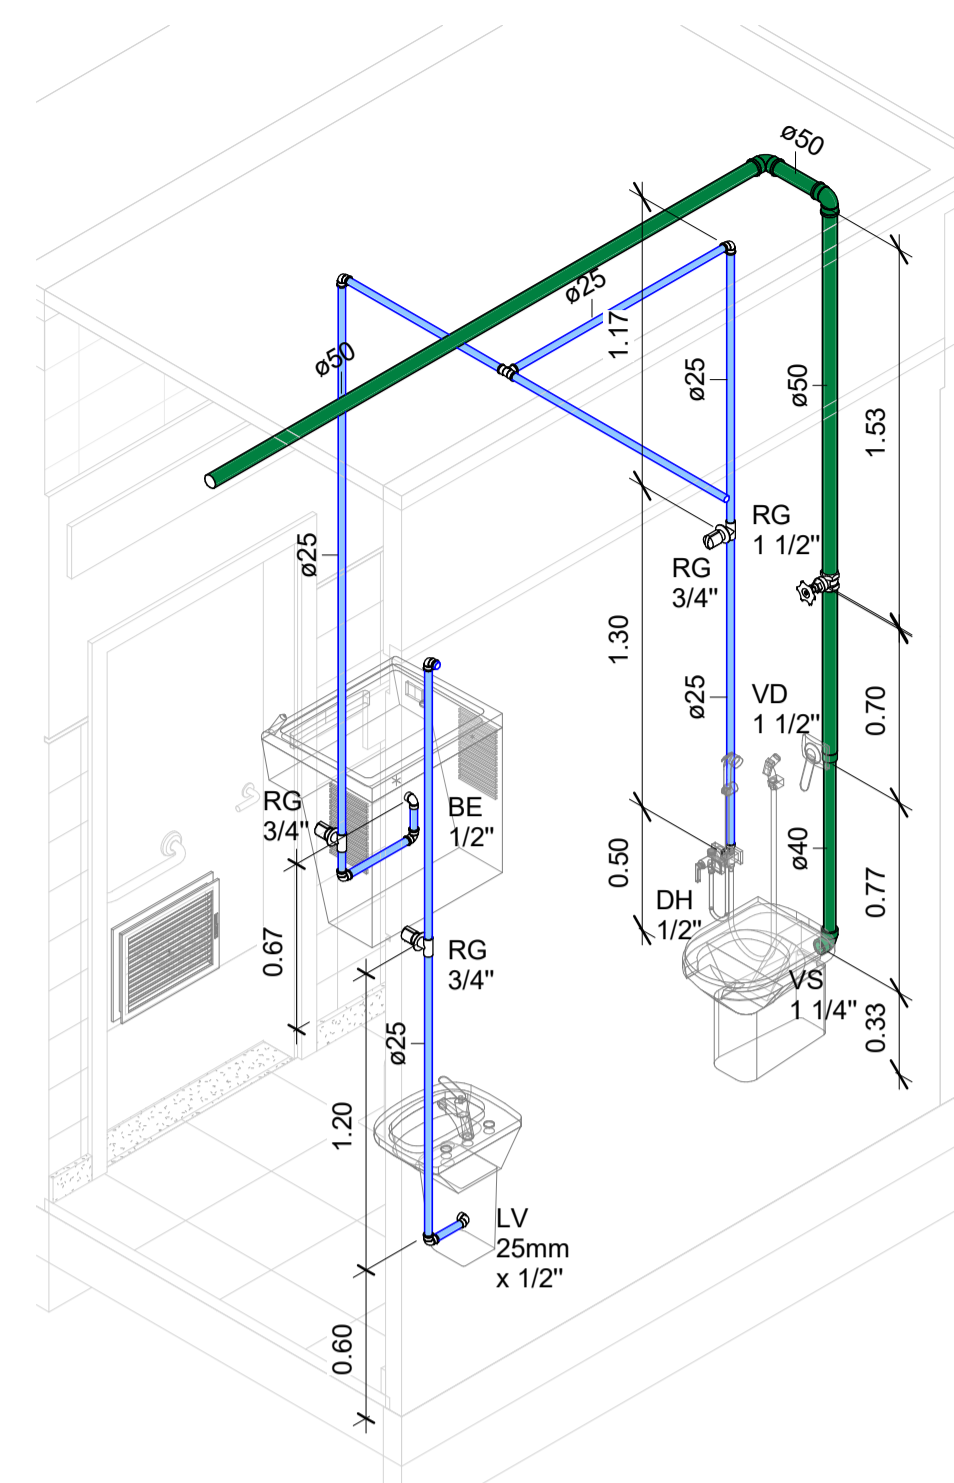 ø50
ø25
1.17
ø50
ø25
ø50
1.53
RG
1 1/2"
RG
3/4"
ø25
1.30
ø25
VD
1 1/2"
0.70
RG
3/4"
BE
1/2"
0.50
ø40
0.77
DH
1/2"
0.67
RG
3/4"
VS
1 1/4"
0.33
ø25
1.20
LV
25mm
x 1/2"
0.60